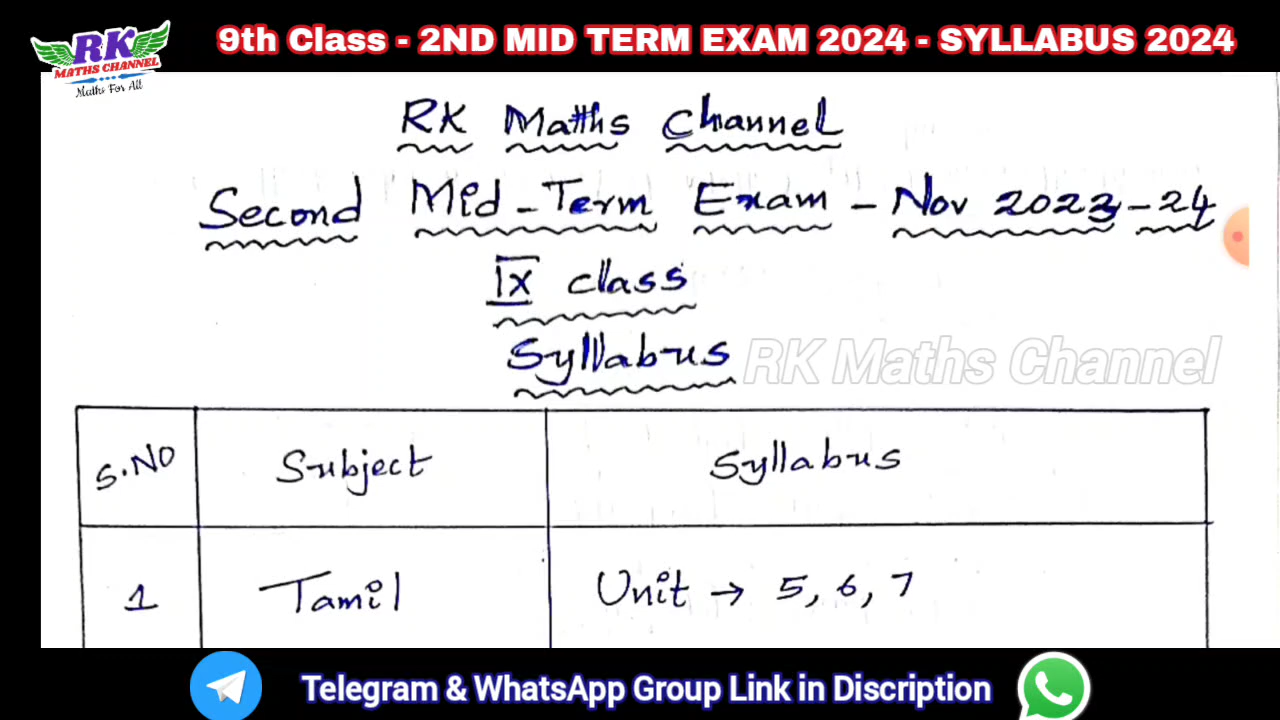 RK
MATHS CHANNEL
Maths For All
9th Class - 2ND MID TERM EXAM 2024 - SYLLABUS 2024
RK Maths Channel
Second Mid-Term Exam - Nov 2023-24
IX class
Syllabus
RK Maths Channel
S.NO Subject Syllabus
1 Tamil Unit → 5, 6, 7
Telegram & WhatsApp Group Link in Discription